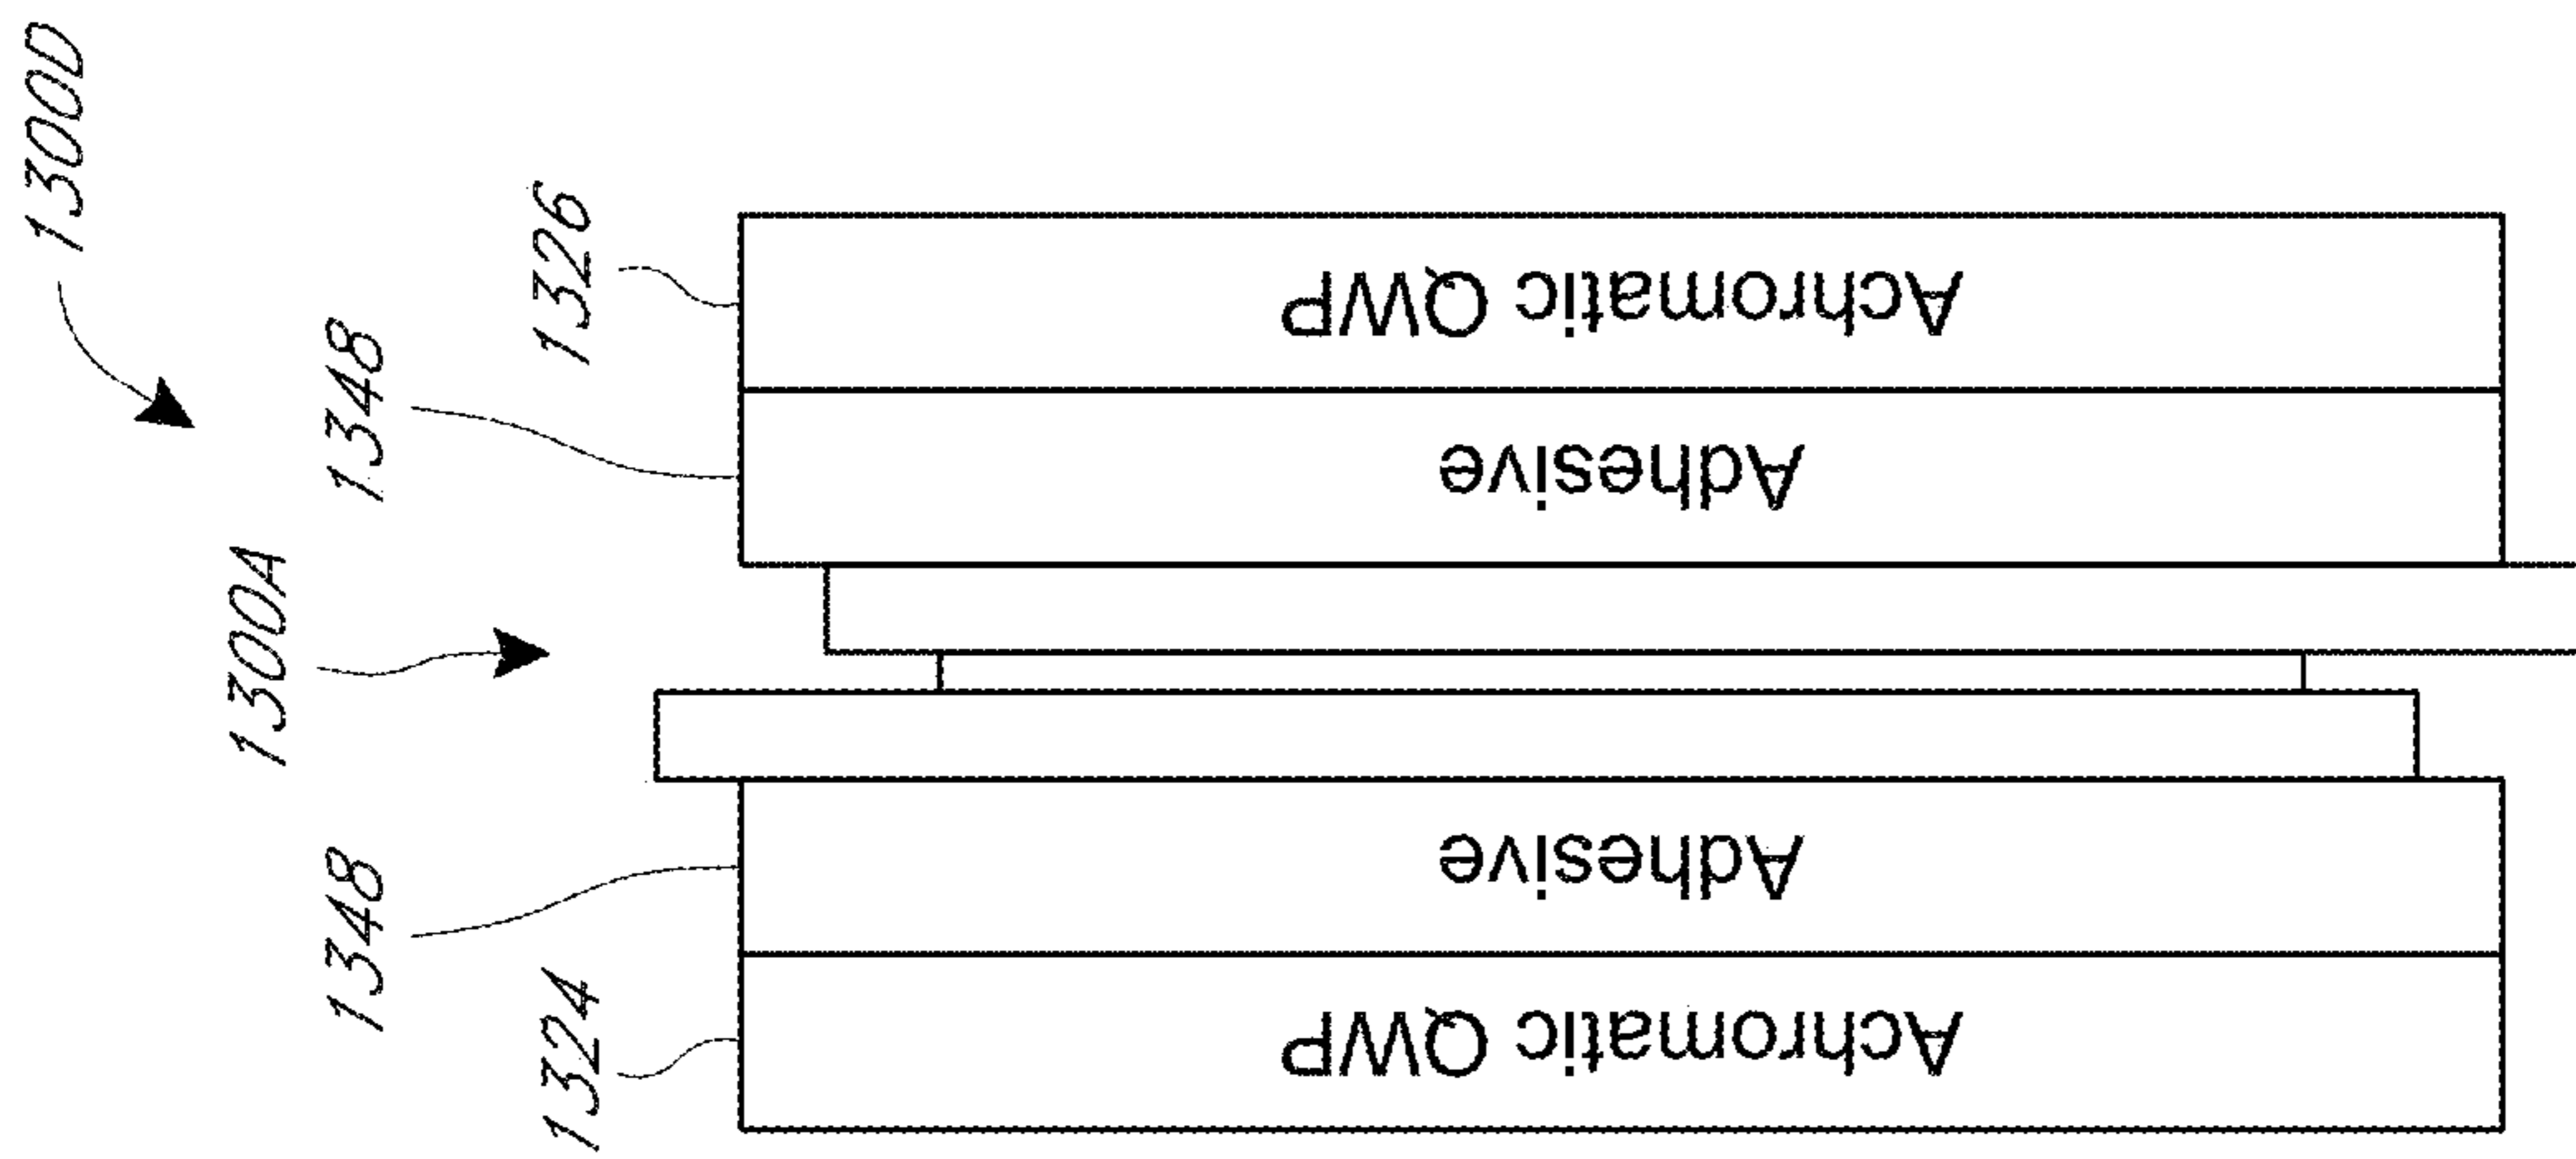 1300D
1326
Achromatic QWP
1348
Adhesive
1300A
1348
Adhesive
1324
Achromatic QWP